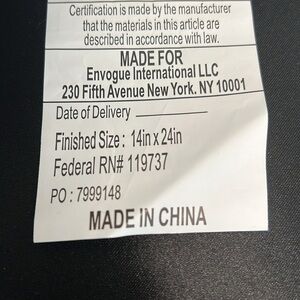 Certification is made by the manufacturer
that the materials in this article are
described in accordance with law.
MADE FOR
Envogue International LLC
230 Fifth Avenue New York. NY 10001
Date of Delivery
Finished Size : 14in x 24in
Federal RN# 119737
PO : 7999148
MADE IN CHINA